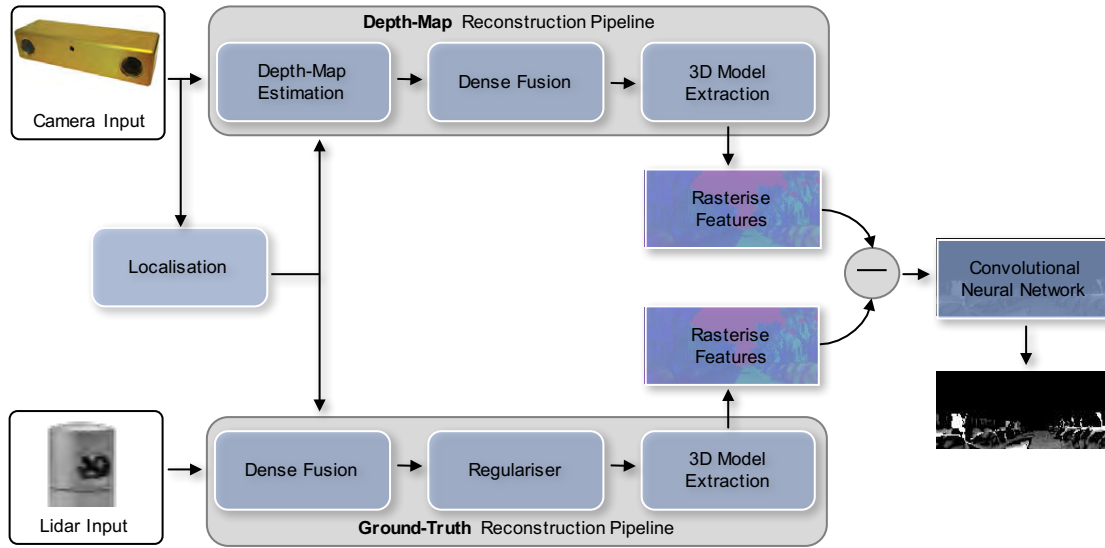 Depth-Map Reconstruction Pipeline
Depth-Map
Estimation
Dense Fusion
3D Model
Extraction
Camera Input
Rasterise
Features
Localisation
Convolutional
Neural Network
Rasterise
Features
Dense Fusion
Regulariser
3D Model
Extraction
Lidar Input
Ground-Truth Reconstruction Pipeline